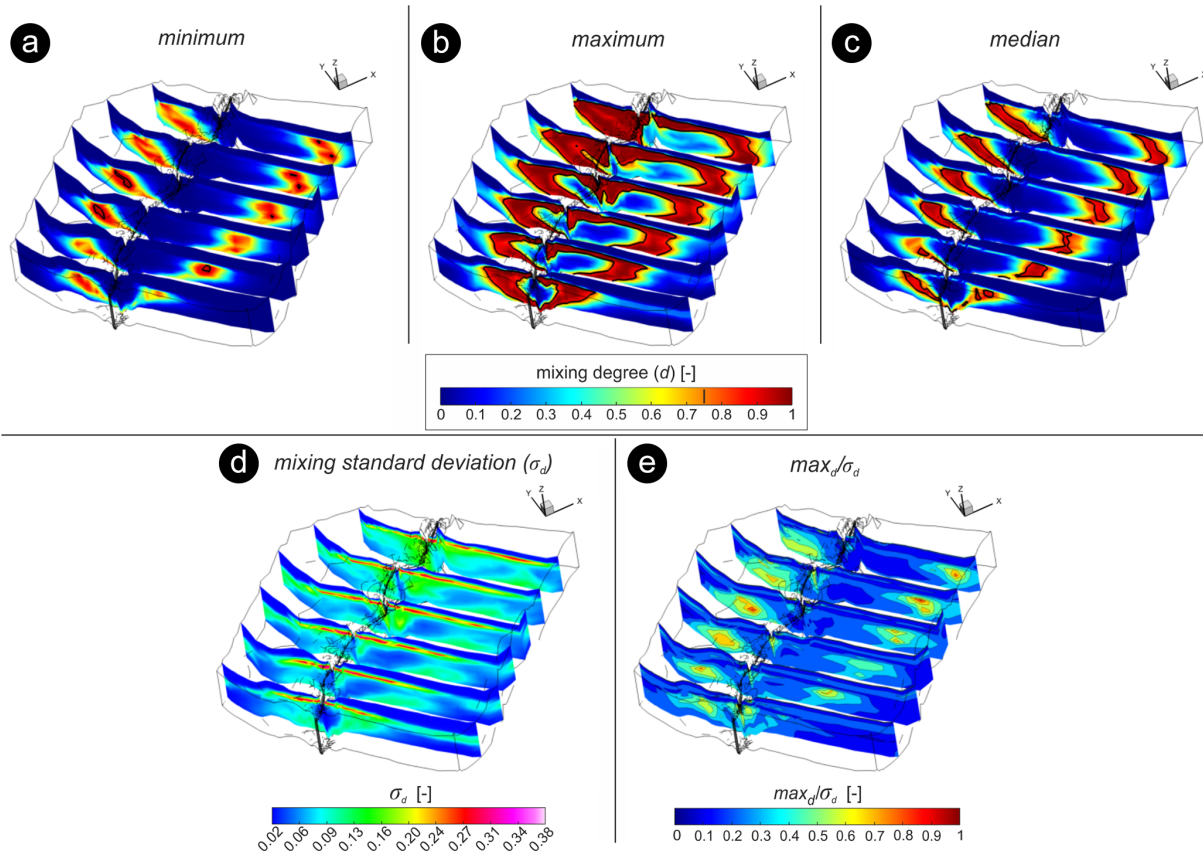 a
minimum
Y Z X
b
maximum
Y Z X
c
median
Y Z X
mixing degree (d) [-]
0 0.1 0.2 0.3 0.4 0.5 0.6 0.7 0.8 0.9 1
d
mixing standard deviation (σd)
Y Z X
e
maxd/σd
Y Z X
σd [-]
0.02 0.06 0.09 0.13 0.16 0.20 0.24 0.27 0.31 0.34 0.38
maxd/σd [-]
0 0.1 0.2 0.3 0.4 0.5 0.6 0.7 0.8 0.9 1